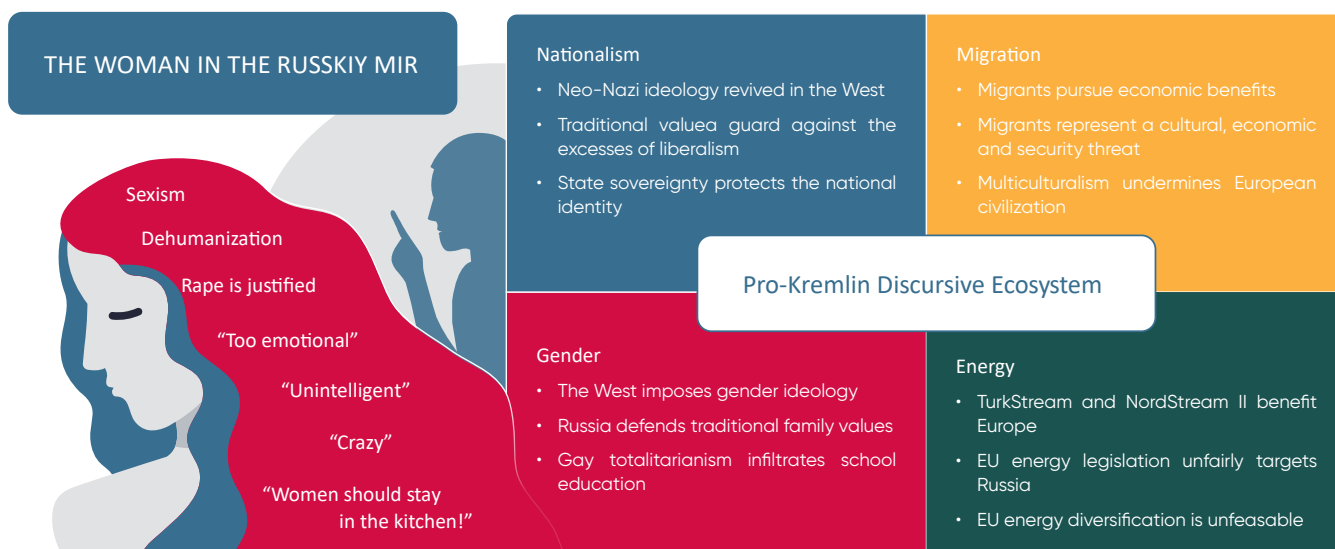 THE WOMAN IN THE RUSSKIY MIR
Sexism
Dehumanization
Rape is justified
“Too emotional”
“Unintelligent”
“Crazy”
“Women should stay
in the kitchen!”
Nationalism
• Neo-Nazi ideology revived in the West
• Traditional valuea guard against the
excesses of liberalism
• State sovereignty protects the national
identity
Migration
• Migrants pursue economic benefits
• Migrants represent a cultural, economic
and security threat
• Multiculturalism undermines European
civilization
Pro-Kremlin Discursive Ecosystem
Gender
• The West imposes gender ideology
• Russia defends traditional family values
• Gay totalitarianism infiltrates school
education
Energy
• TurkStream and NordStream II benefit
Europe
• EU energy legislation unfairly targets
Russia
• EU energy diversification is unfeasable